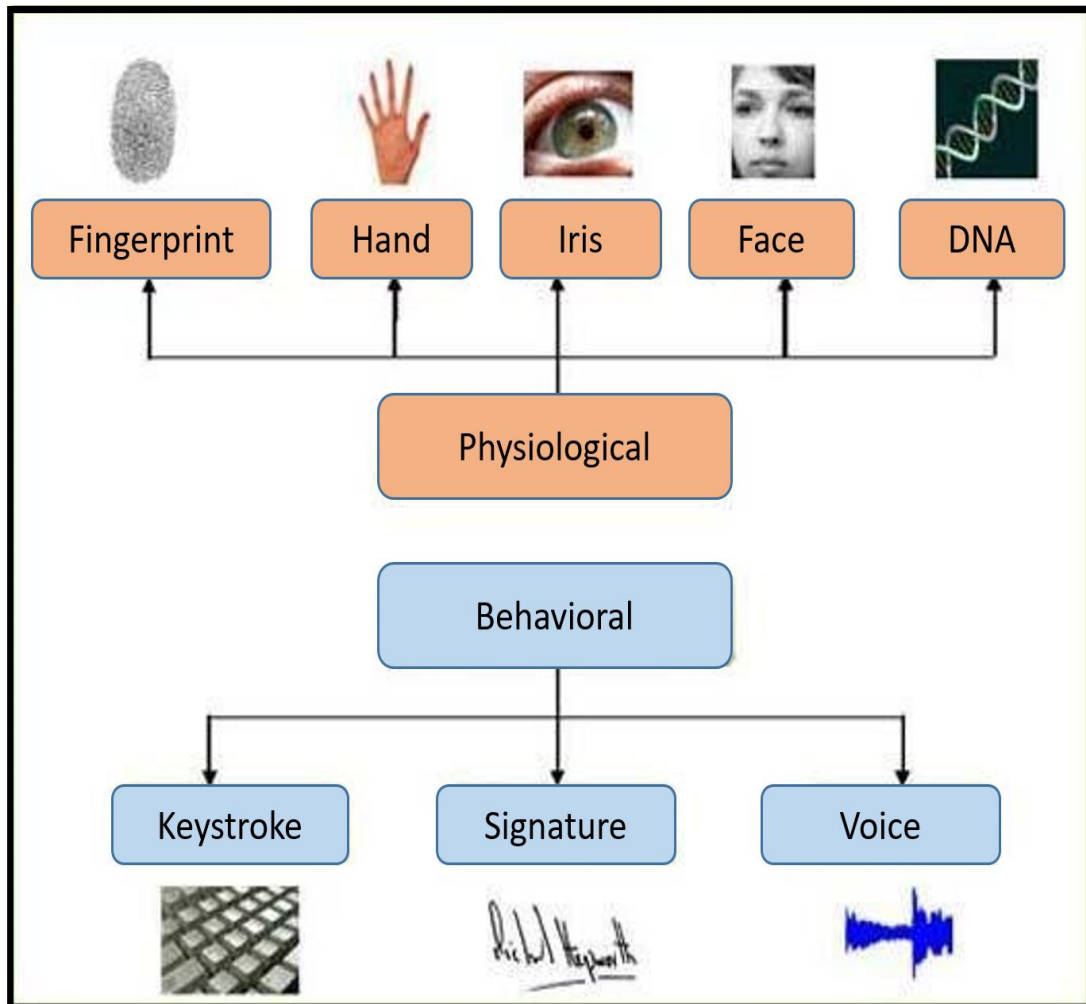 Fingerprint
Hand
Iris
Face
DNA
Physiological
Behavioral
Keystroke
Signature
Voice